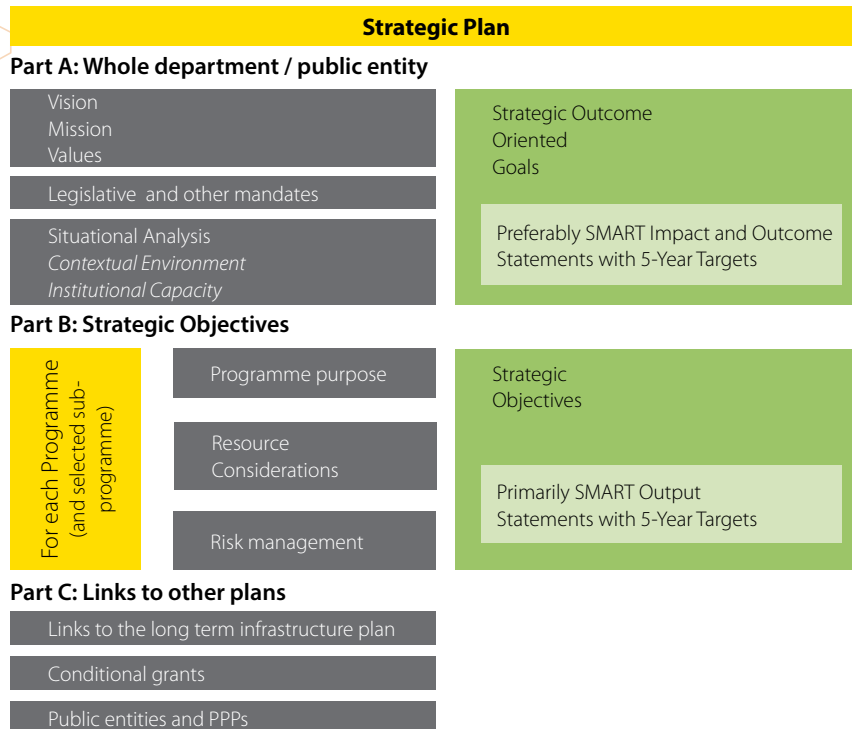 Strategic Plan
Part A: Whole department / public entity
Vision
Mission
Values
Legislative and other mandates
Situational Analysis
Contextual Environment
Institutional Capacity
Strategic Outcome
Oriented
Goals
Preferably SMART Impact and Outcome
Statements with 5-Year Targets
Part B: Strategic Objectives
For each Programme
(and selected sub-
programme)
Programme purpose
Resource
Considerations
Risk management
Strategic
Objectives
Primarily SMART Output
Statements with 5-Year Targets
Part C: Links to other plans
Links to the long term infrastructure plan
Conditional grants
Public entities and PPPs